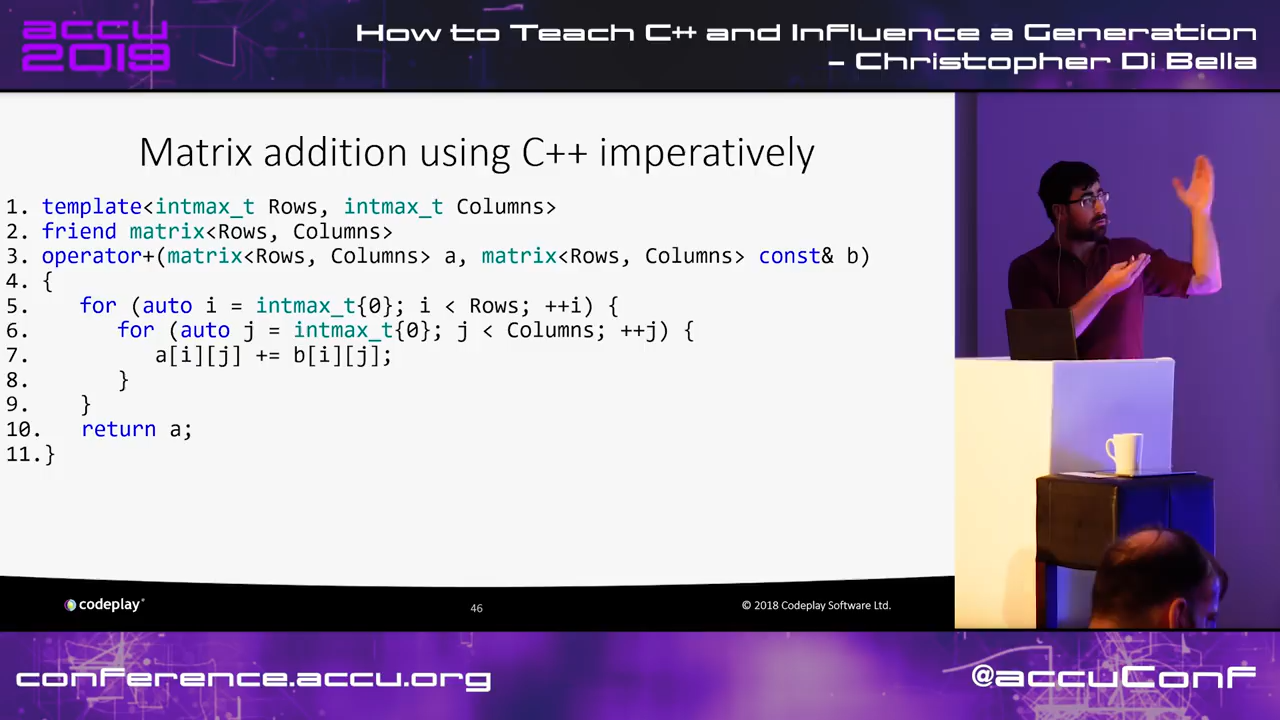 accu
2019
How to Teach C++ and Influence a Generation
– Christopher Di Bella
Matrix addition using C++ imperatively
1. template<intmax_t Rows, intmax_t Columns>
2. friend matrix<Rows, Columns>
3. operator+(matrix<Rows, Columns> a, matrix<Rows, Columns> const& b)
4. {
5. for (auto i = intmax_t{0}; i < Rows; ++i) {
6. for (auto j = intmax_t{0}; j < Columns; ++j) {
7. a[i][j] += b[i][j];
8. }
9. }
10. return a;
11.}
codeplay®
46
© 2018 Codeplay Software Ltd.
conference.accu.org
@accuConf